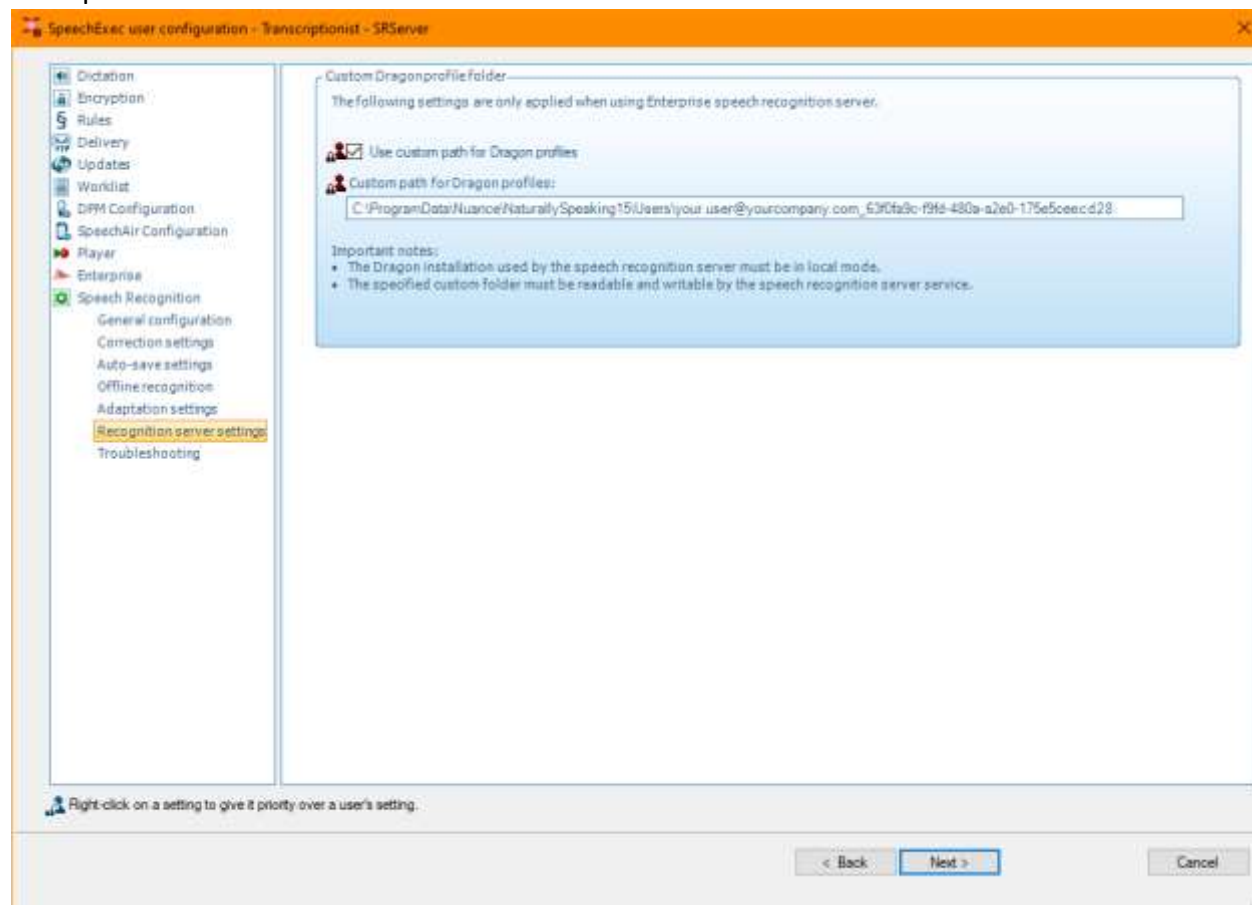 SpeechExec user configuration - Transcriptionist - SRServer
Dictation
Encryption
Rules
Delivery
Updates
Worklist
DPM Configuration
SpeechAir Configuration
Player
Enterprise
Speech Recognition
General configuration
Correction settings
Auto-save settings
Offline recognition
Adaptation settings
Recognition server settings
Troubleshooting
Custom Dragon profile folder
The following settings are only applied when using Enterprise speech recognition server.
Use custom path for Dragon profiles
Custom path for Dragon profiles:
C:\ProgramData\Nuance\NaturallySpeaking15\Users\your.user@yourcompany.com_63f0fa9c-f9fd-480a-a2e0-175e5ceeccd28
Important notes:
• The Dragon installation used by the speech recognition server must be in local mode.
• The specified custom folder must be readable and writable by the speech recognition server service.
Right-click on a setting to give it priority over a user's setting.
< Back Next > Cancel